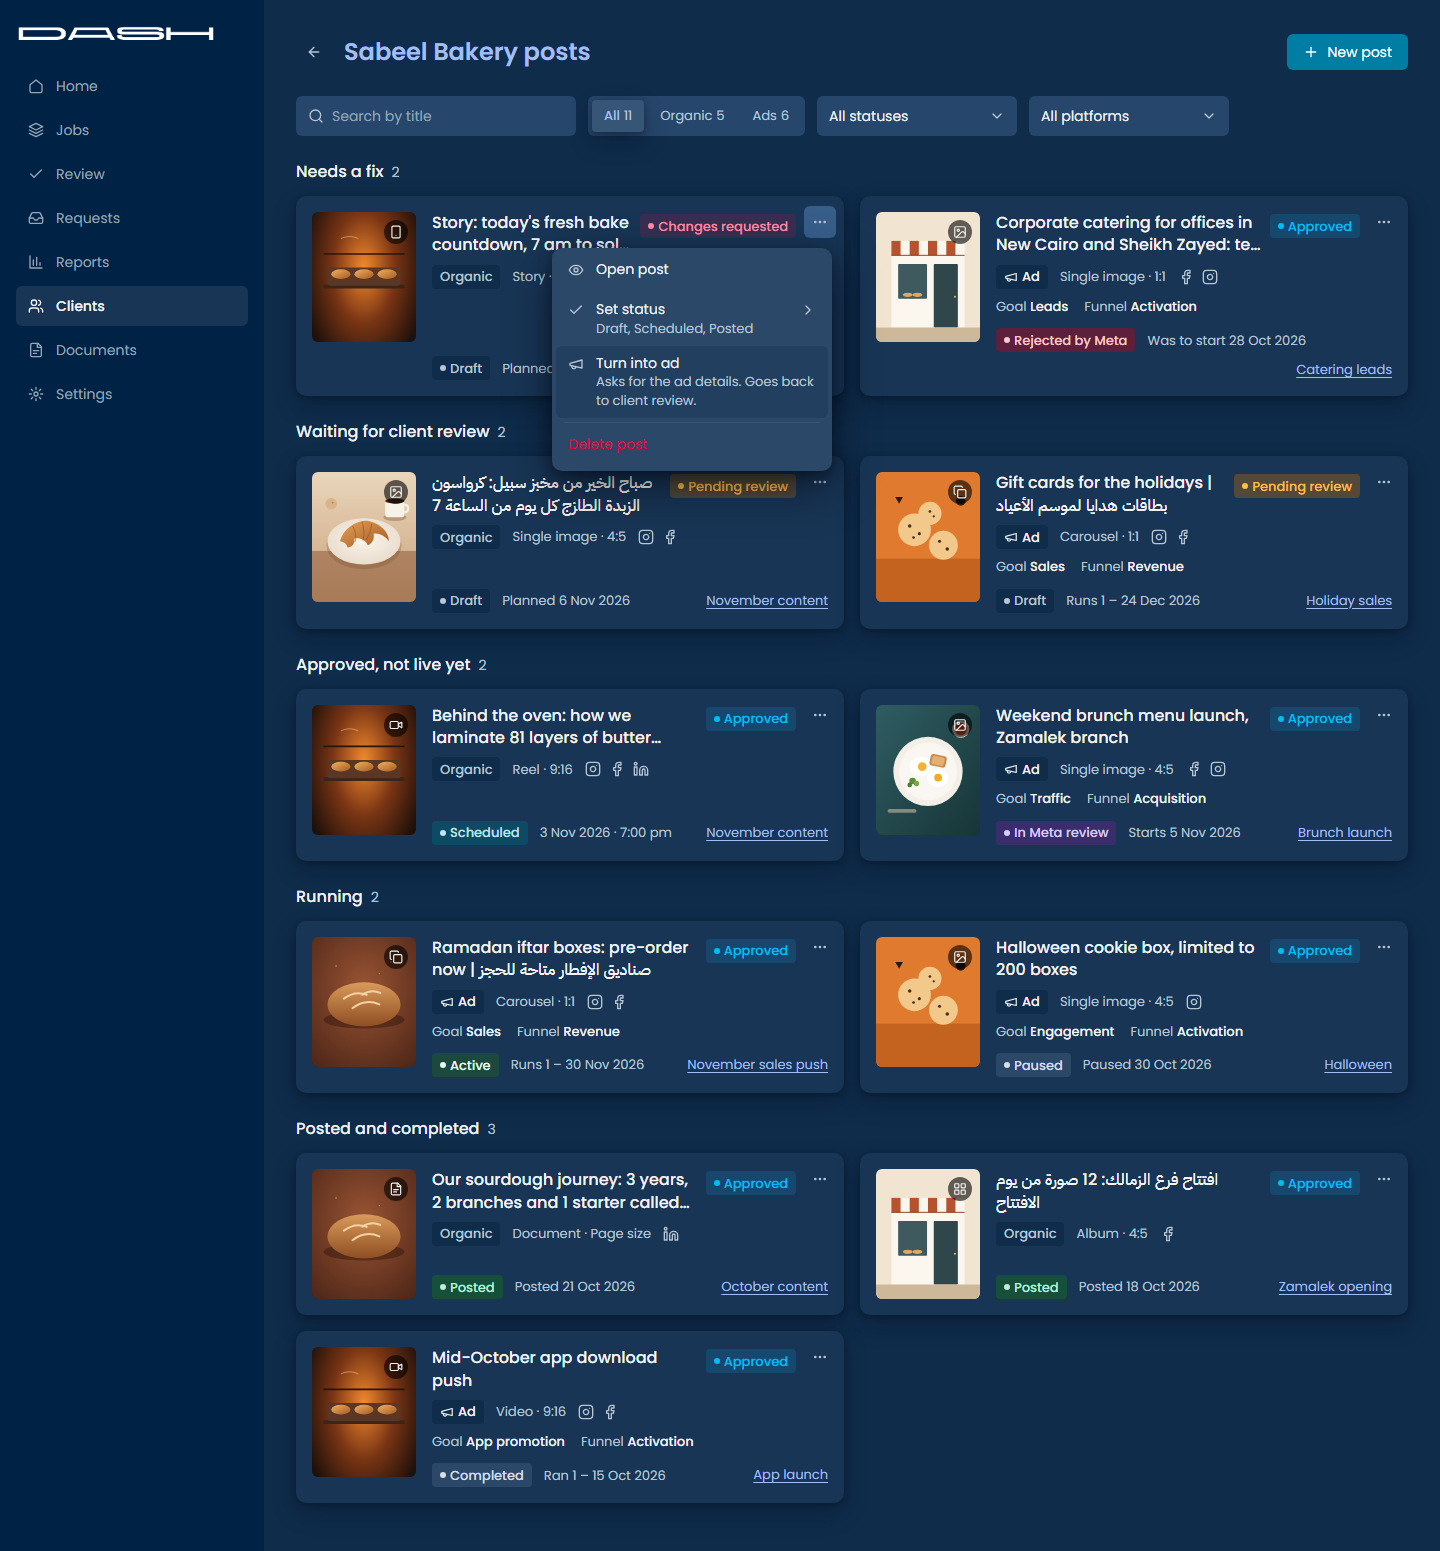 DASH
Home
Jobs
Review
Requests
Reports
Clients
Documents
Settings
Sabeel Bakery posts
New post
Search by title
All 11
Organic 5
Ads 6
All statuses
All platforms
Needs a fix 2
Story: today's fresh bake
countdown, 7 am to sol...
Changes requested
Organic
Story ·
Draft
Planned
Open post
Set status
Draft, Scheduled, Posted
Turn into ad
Asks for the ad details. Goes back
to client review.
Delete post
Corporate catering for offices in
New Cairo and Sheikh Zayed: te...
Approved
Ad
Single image · 1:1
Goal Leads Funnel Activation
Rejected by Meta
Was to start 28 Oct 2026
Catering leads
Waiting for client review 2
صباح الخير من مخبز سبيل: كرواسون
الزبدة الطازج كل يوم من الساعة 7
Pending review
Organic
Single image · 4:5
Draft
Planned 6 Nov 2026
November content
Gift cards for the holidays |
بطاقات هدايا لموسم الأعياد
Pending review
Ad
Carousel · 1:1
Goal Sales Funnel Revenue
Draft
Runs 1 – 24 Dec 2026
Holiday sales
Approved, not live yet 2
Behind the oven: how we
laminate 81 layers of butter...
Approved
Organic
Reel · 9:16
Scheduled
3 Nov 2026 · 7:00 pm
November content
Weekend brunch menu launch,
Zamalek branch
Approved
Ad
Single image · 4:5
Goal Traffic Funnel Acquisition
In Meta review
Starts 5 Nov 2026
Brunch launch
Running 2
Ramadan iftar boxes: pre-order
now | صناديق الإفطار متاحة للحجز
Approved
Ad
Carousel · 1:1
Goal Sales Funnel Revenue
Active
Runs 1 – 30 Nov 2026
November sales push
Halloween cookie box, limited to
200 boxes
Approved
Ad
Single image · 4:5
Goal Engagement Funnel Activation
Paused
Paused 30 Oct 2026
Halloween
Posted and completed 3
Our sourdough journey: 3 years,
2 branches and 1 starter called...
Approved
Organic
Document · Page size
Posted
Posted 21 Oct 2026
October content
افتتاح فرع الزمالك: 12 صورة من يوم
الافتتاح
Approved
Organic
Album · 4:5
Posted
Posted 18 Oct 2026
Zamalek opening
Mid-October app download
push
Approved
Ad
Video · 9:16
Goal App promotion Funnel Activation
Completed
Ran 1 – 15 Oct 2026
App launch